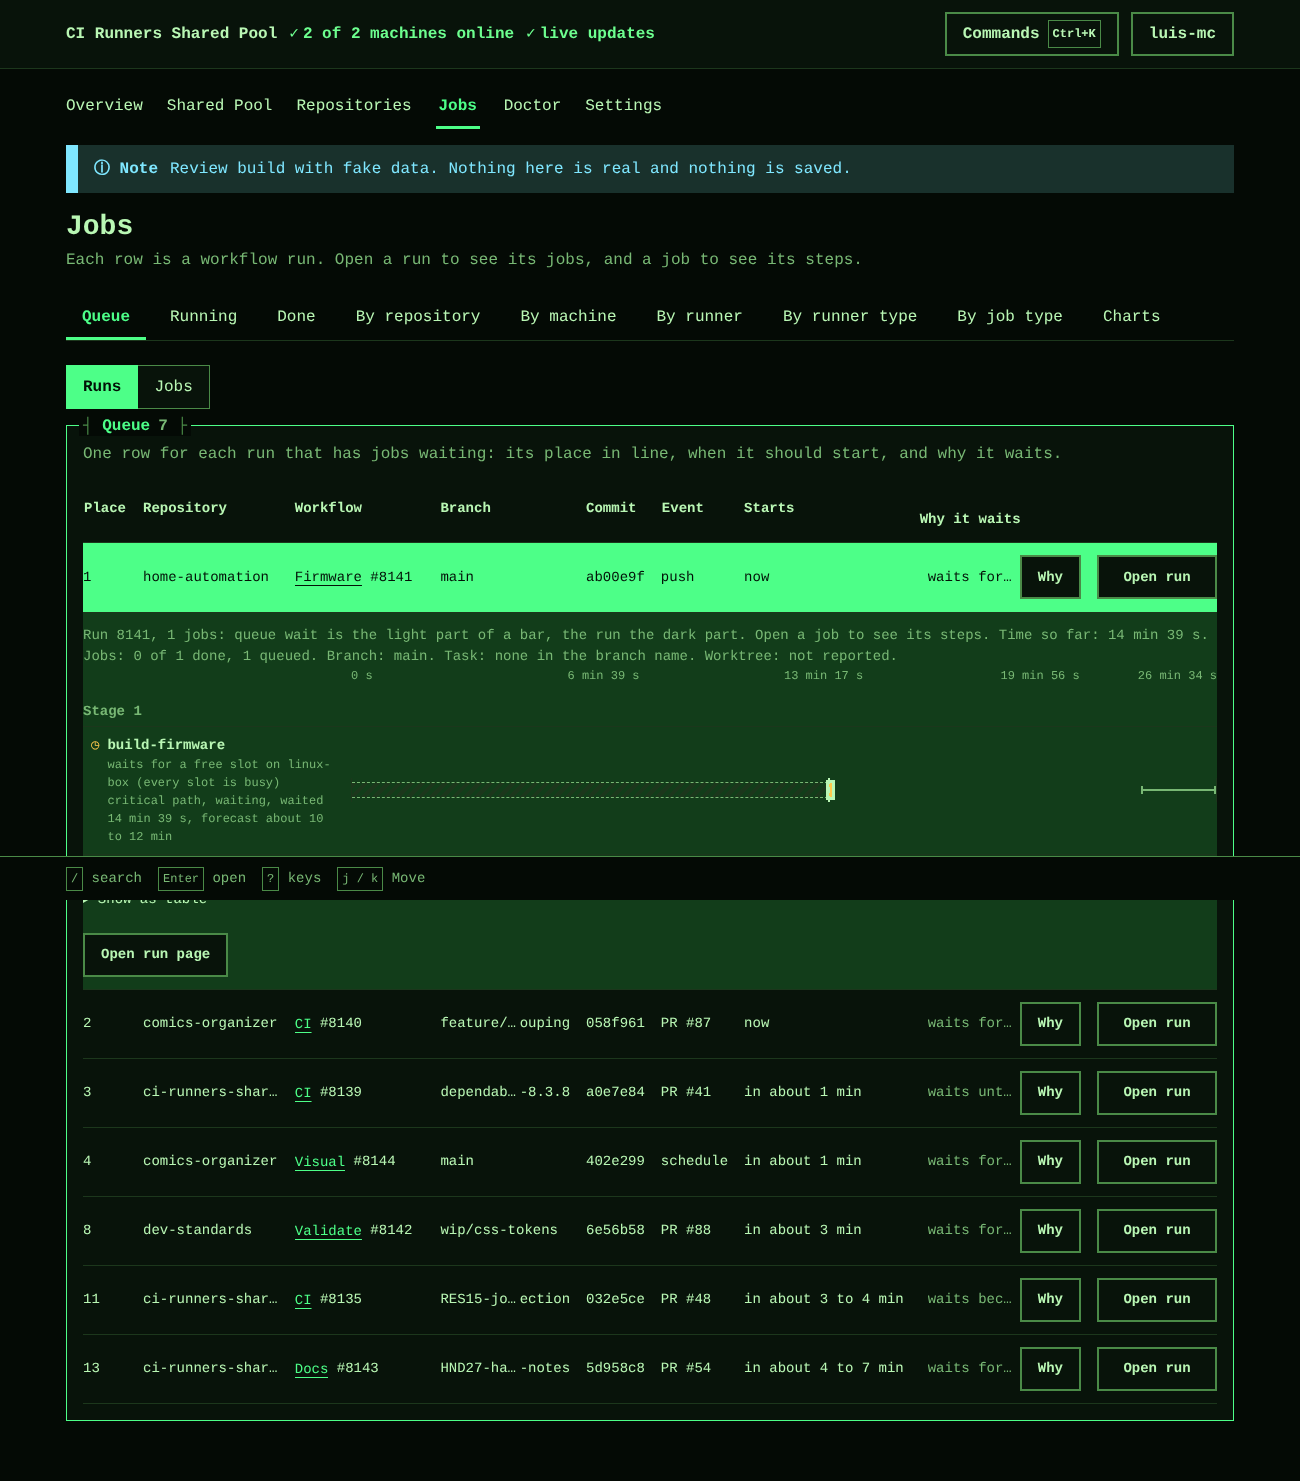 CI Runners Shared Pool ✓ 2 of 2 machines online ✓ live updates Commands Ctrl+K luis-mc
Overview Shared Pool Repositories Jobs Doctor Settings
ⓘ Note Review build with fake data. Nothing here is real and nothing is saved.
Jobs
Each row is a workflow run. Open a run to see its jobs, and a job to see its steps.
Queue Running Done By repository By machine By runner By runner type By job type Charts
Runs Jobs
Queue 7
One row for each run that has jobs waiting: its place in line, when it should start, and why it waits.
Place Repository Workflow Branch Commit Event Starts Why it waits
1 home-automation Firmware #8141 main ab00e9f push now waits for… Why Open run
Run 8141, 1 jobs: queue wait is the light part of a bar, the run the dark part. Open a job to see its steps. Time so far: 14 min 39 s.
Jobs: 0 of 1 done, 1 queued. Branch: main. Task: none in the branch name. Worktree: not reported.
0 s 6 min 39 s 13 min 17 s 19 min 56 s 26 min 34 s
Stage 1
◷ build-firmware
waits for a free slot on linux-
box (every slot is busy)
critical path, waiting, waited
14 min 39 s, forecast about 10
to 12 min
/ search Enter open ? keys j / k Move
Show as table
Open run page
2 comics-organizer CI #8140 feature/… ouping 058f961 PR #87 now waits for… Why Open run
3 ci-runners-shar… CI #8139 dependab… -8.3.8 a0e7e84 PR #41 in about 1 min waits unt… Why Open run
4 comics-organizer Visual #8144 main 402e299 schedule in about 1 min waits for… Why Open run
8 dev-standards Validate #8142 wip/css-tokens 6e56b58 PR #88 in about 3 min waits for… Why Open run
11 ci-runners-shar… CI #8135 RES15-jo… ection 032e5ce PR #48 in about 3 to 4 min waits bec… Why Open run
13 ci-runners-shar… Docs #8143 HND27-ha… -notes 5d958c8 PR #54 in about 4 to 7 min waits for… Why Open run